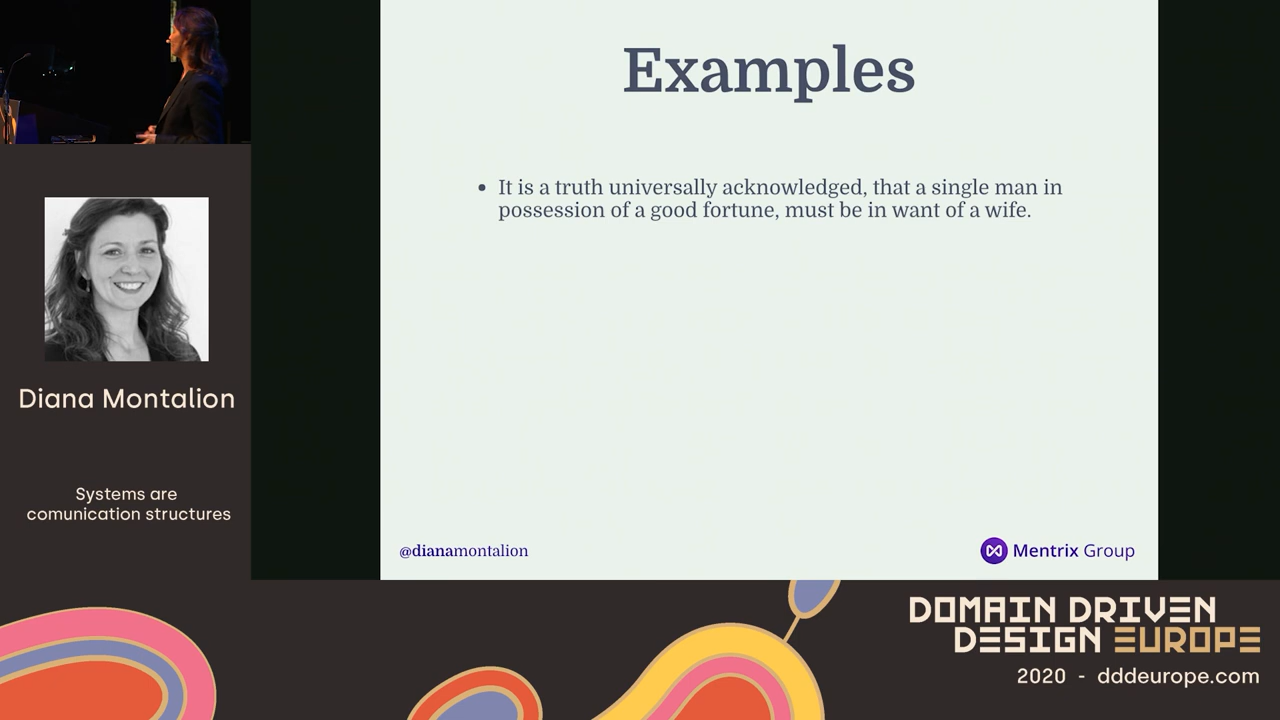 Examples
• It is a truth universally acknowledged, that a single man in
possession of a good fortune, must be in want of a wife.
@dianamontalion
Mentrix Group
Diana Montalion
Systems are
comunication structures
DOMAIN DRIVEN
DESIGN EUROPE
2020 - dddeurope.com